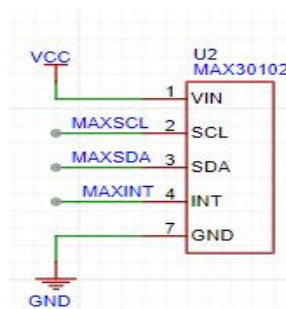 VCC
U2
MAX30102
1 VIN
MAXSCL 2 SCL
MAXSDA 3 SDA
MAXINT 4 INT
7 GND
GND